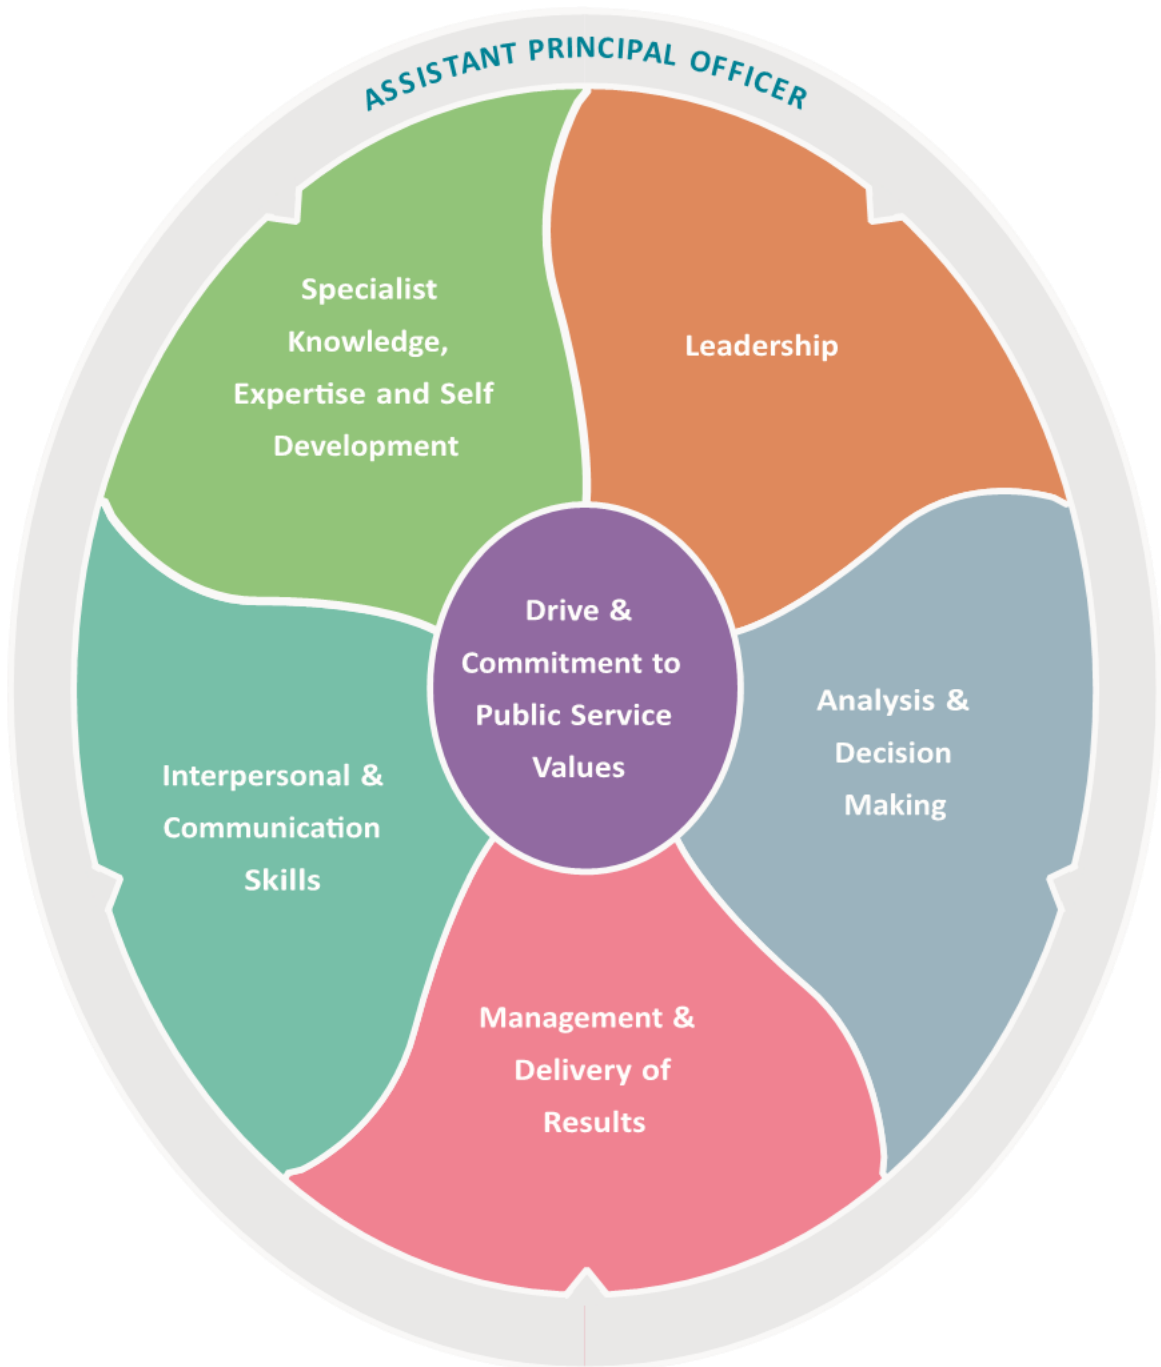 ASSISTANT PRINCIPAL OFFICER
Specialist
Knowledge,
Expertise and Self
Development
Leadership
Drive &
Commitment to
Public Service
Values
Analysis &
Decision
Making
Interpersonal &
Communication
Skills
Management &
Delivery of
Results